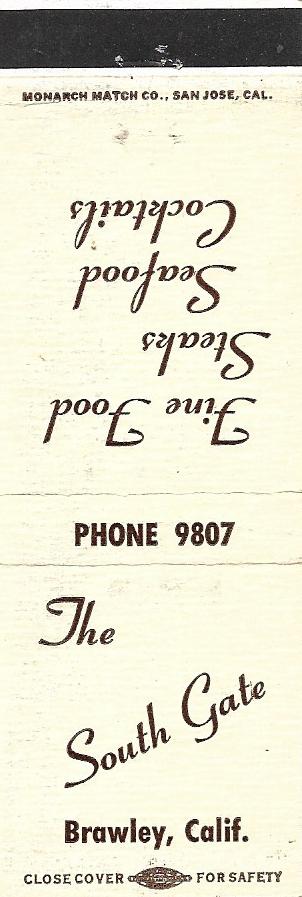 MONARCH MATCH CO., SAN JOSE, CAL.
Fine Food
Steaks
Seafood
Cocktails
PHONE 9807
The
South Gate
Brawley, Calif.
CLOSE COVER FOR SAFETY